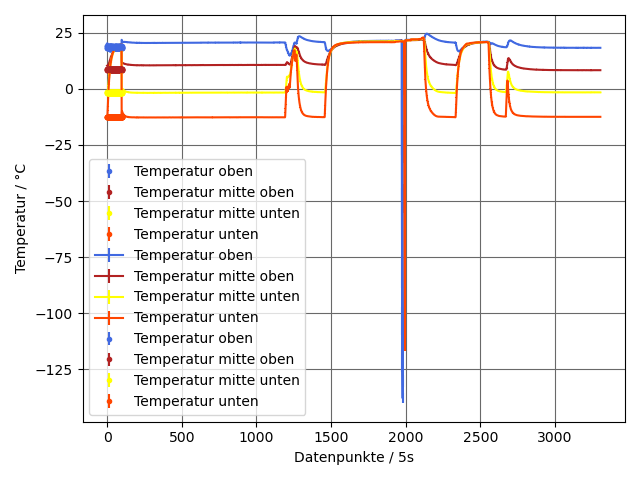 25
0
−25
−50
−75
−100
−125
Temperatur / °C
Temperatur oben
Temperatur mitte oben
Temperatur mitte unten
Temperatur unten
Temperatur oben
Temperatur mitte oben
Temperatur mitte unten
Temperatur unten
Temperatur oben
Temperatur mitte oben
Temperatur mitte unten
Temperatur unten
0 500 1000 1500 2000 2500 3000
Datenpunkte / 5s